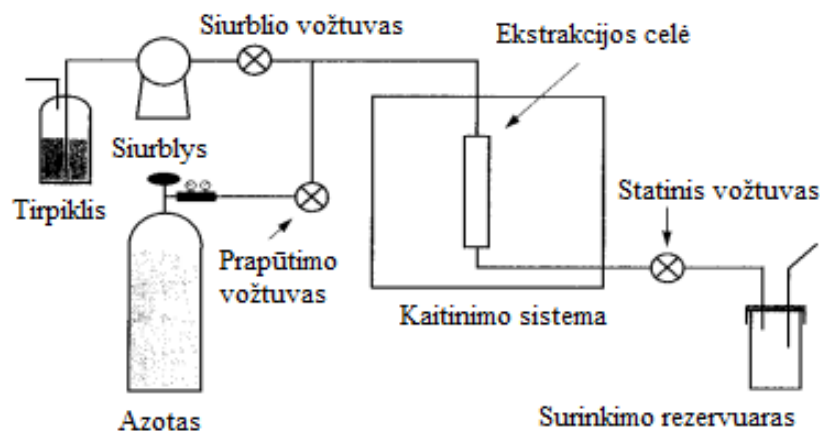 Siurblio vožtuvas
Ekstrakcijos celė
Siurblys
Tirpiklis
Statinis vožtuvas
Prapūtimo
vožtuvas
Kaitinimo sistema
Azotas
Surinkimo rezervuaras